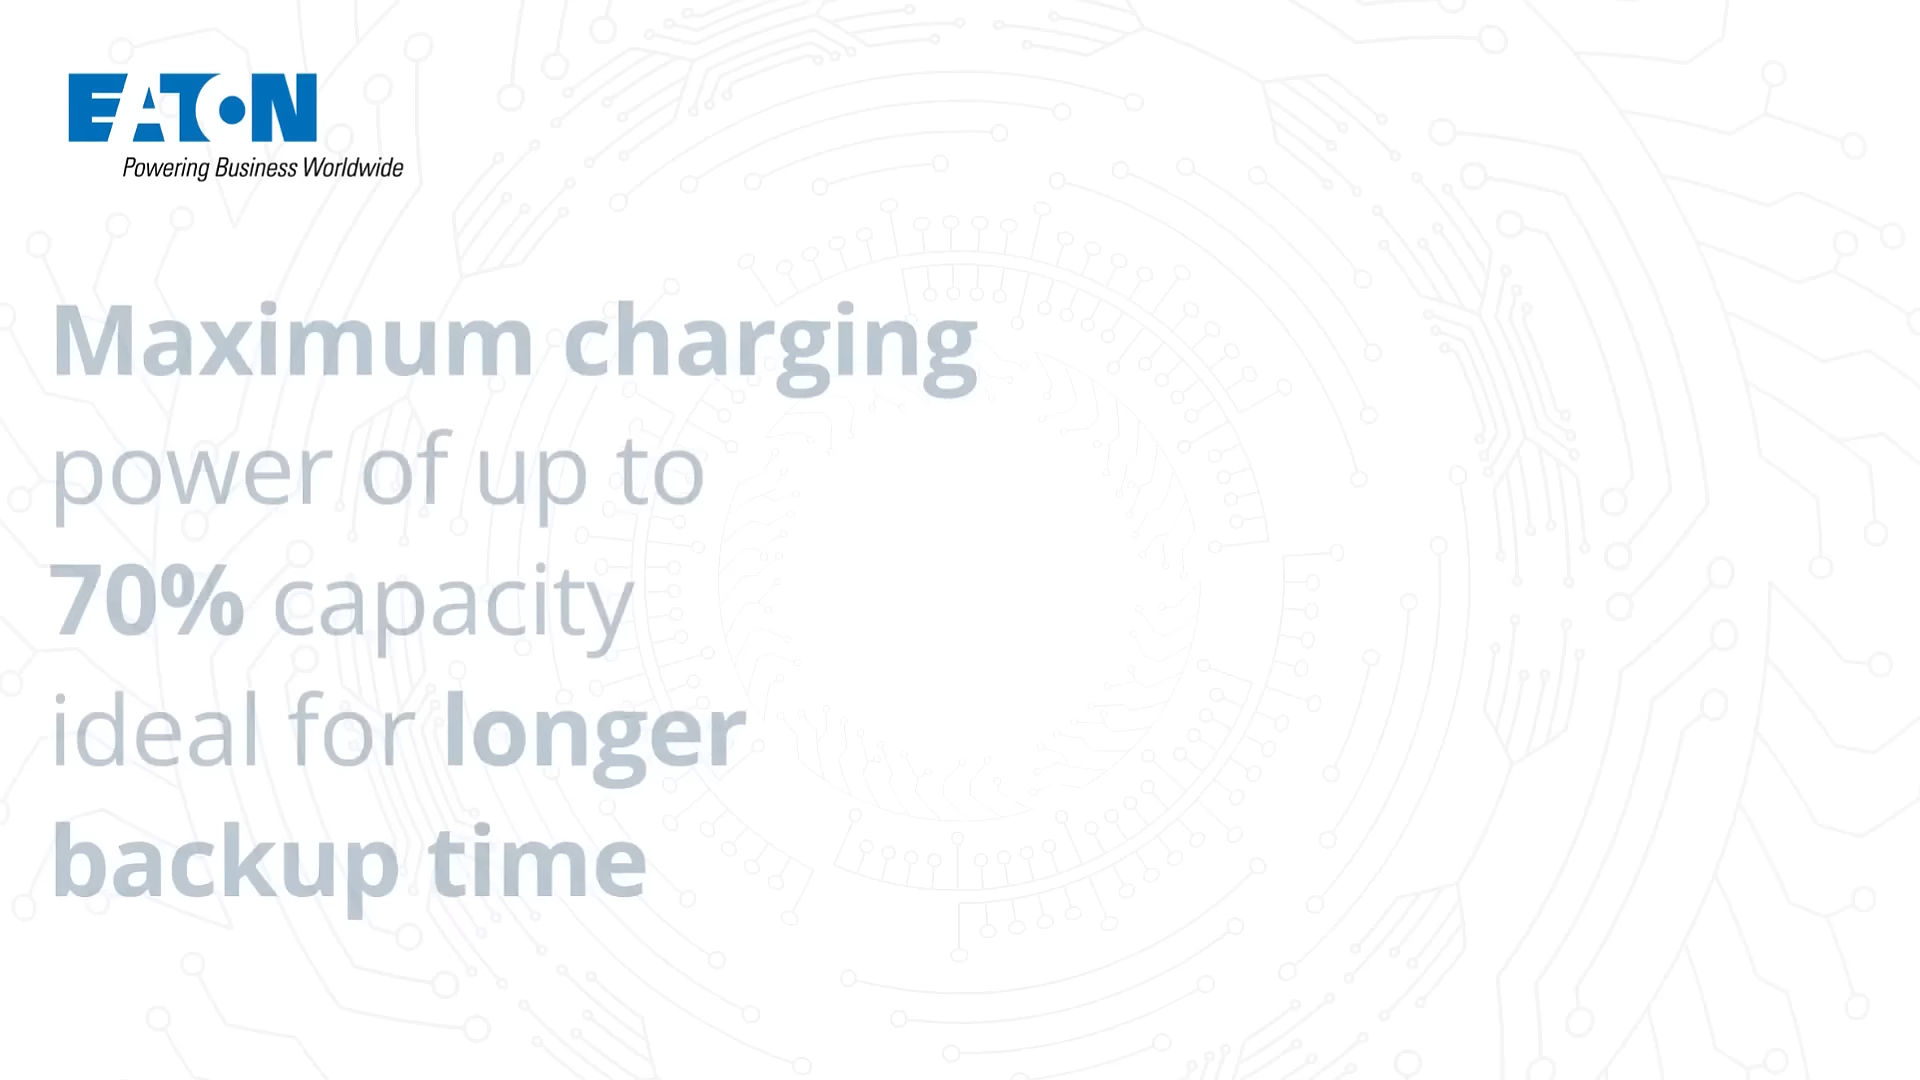 EATON
Powering Business Worldwide
Maximum charging
power of up to
70% capacity
ideal for longer
backup time